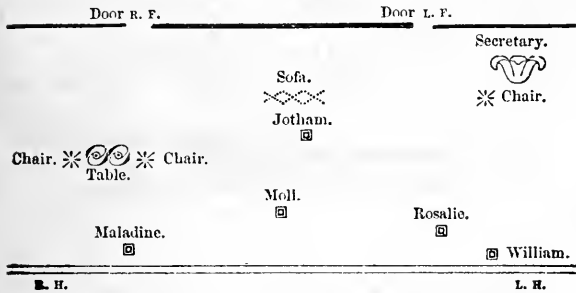 Door R. F. Door L. F.
Secretary.
Sofa.
Chair.
Jotham.
Chair. Chair.
Table.
Moll.
Rosalie.
Maladine.
William.
R. H. L. H.